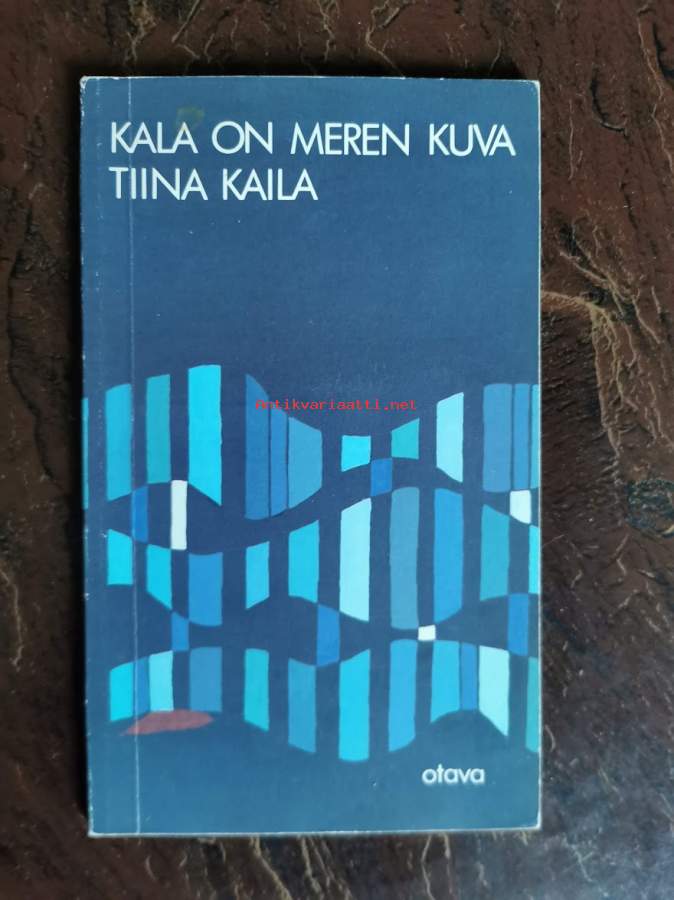 KALA ON MEREN KUVA
TIINA KAILA
Antikvariaatti.net
otava